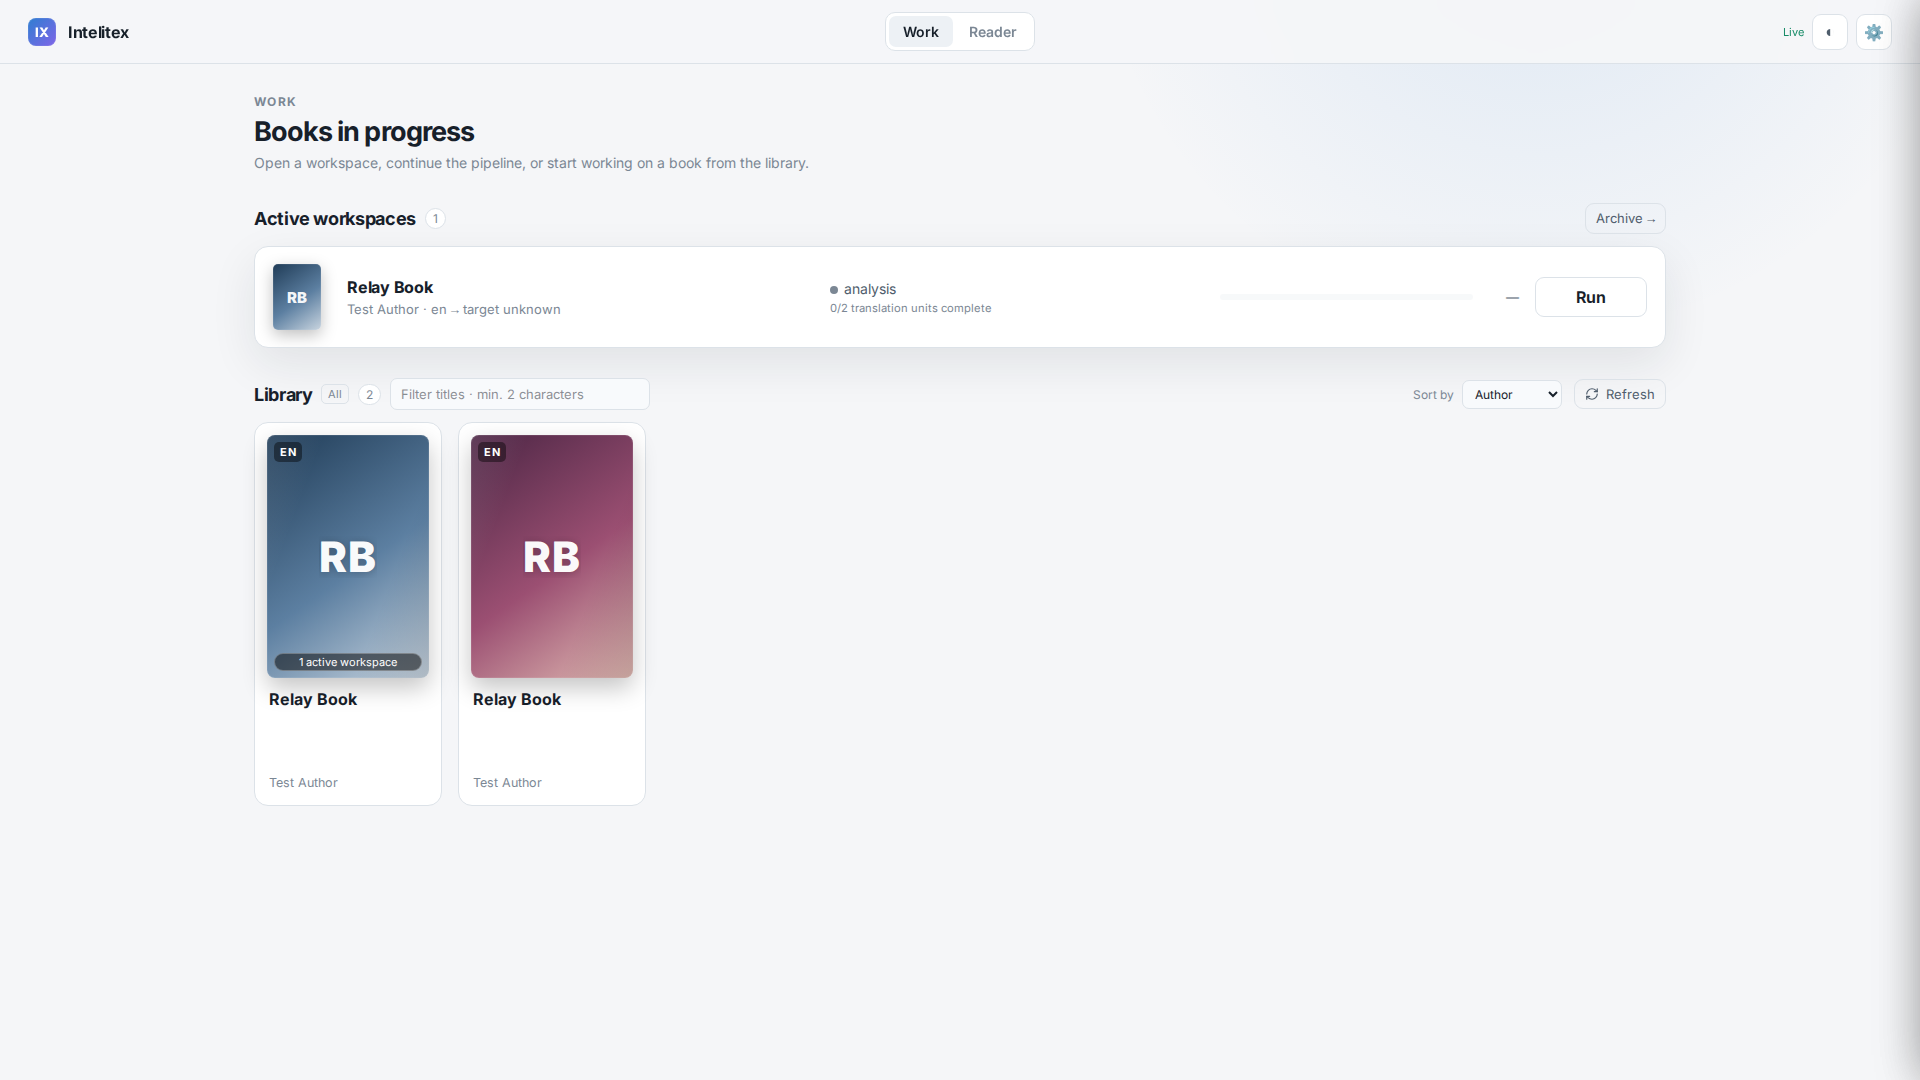 IX Intelitex
Work Reader
Live
WORK
Books in progress
Open a workspace, continue the pipeline, or start working on a book from the library.
Active workspaces 1
Archive →
RB
Relay Book
Test Author · en → target unknown
analysis
0/2 translation units complete
—
Run
Library All 2 Filter titles · min. 2 characters
Sort by Author Refresh
EN
RB
1 active workspace
Relay Book
Test Author
EN
RB
Relay Book
Test Author